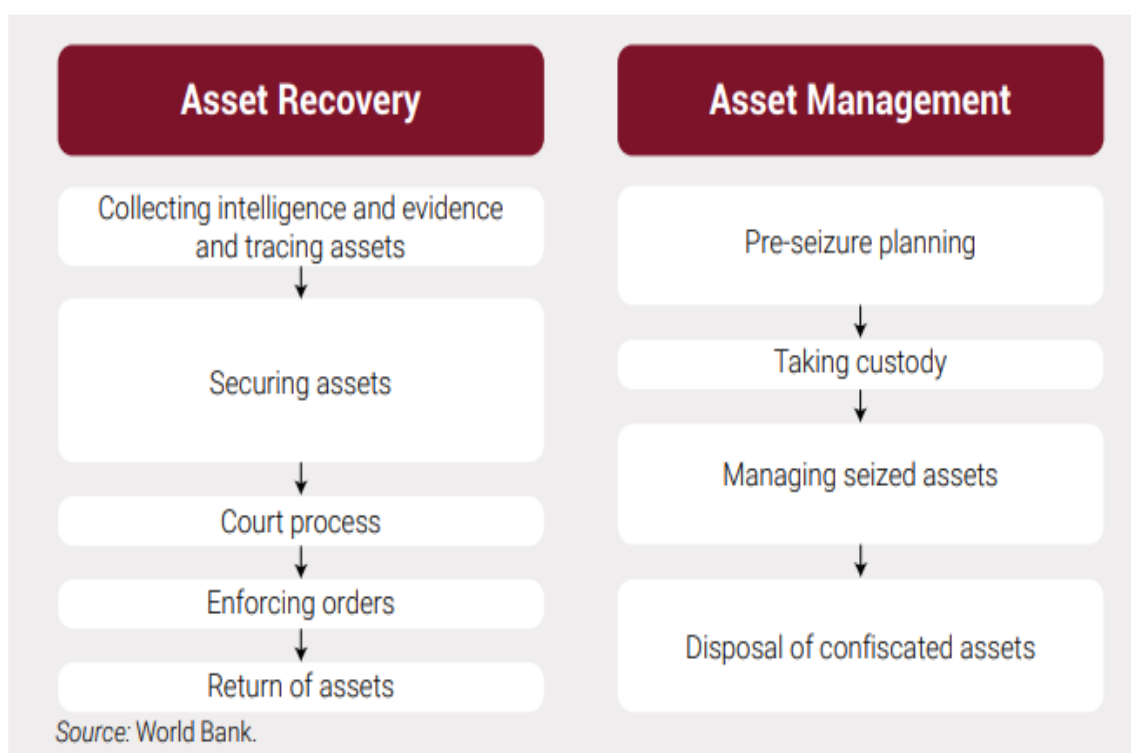 Asset Recovery
Collecting intelligence and evidence
and tracing assets
Securing assets
Court process
Enforcing orders
Return of assets
Asset Management
Pre-seizure planning
Taking custody
Managing seized assets
Disposal of confiscated assets
Source: World Bank.